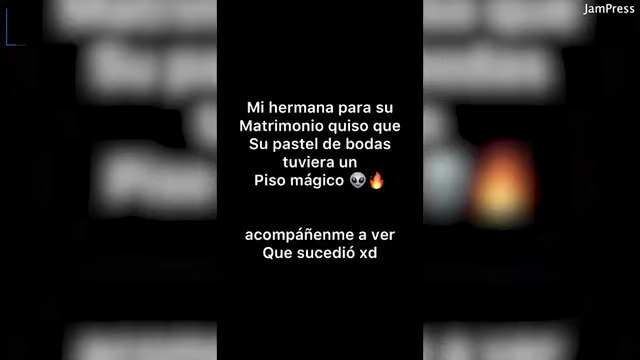 JamPress
Mi hermana para su
Matrimonio quiso que
Su pastel de bodas
tuviera un
Piso mágico 👽🔥
acompáñenme a ver
Que sucedió xd